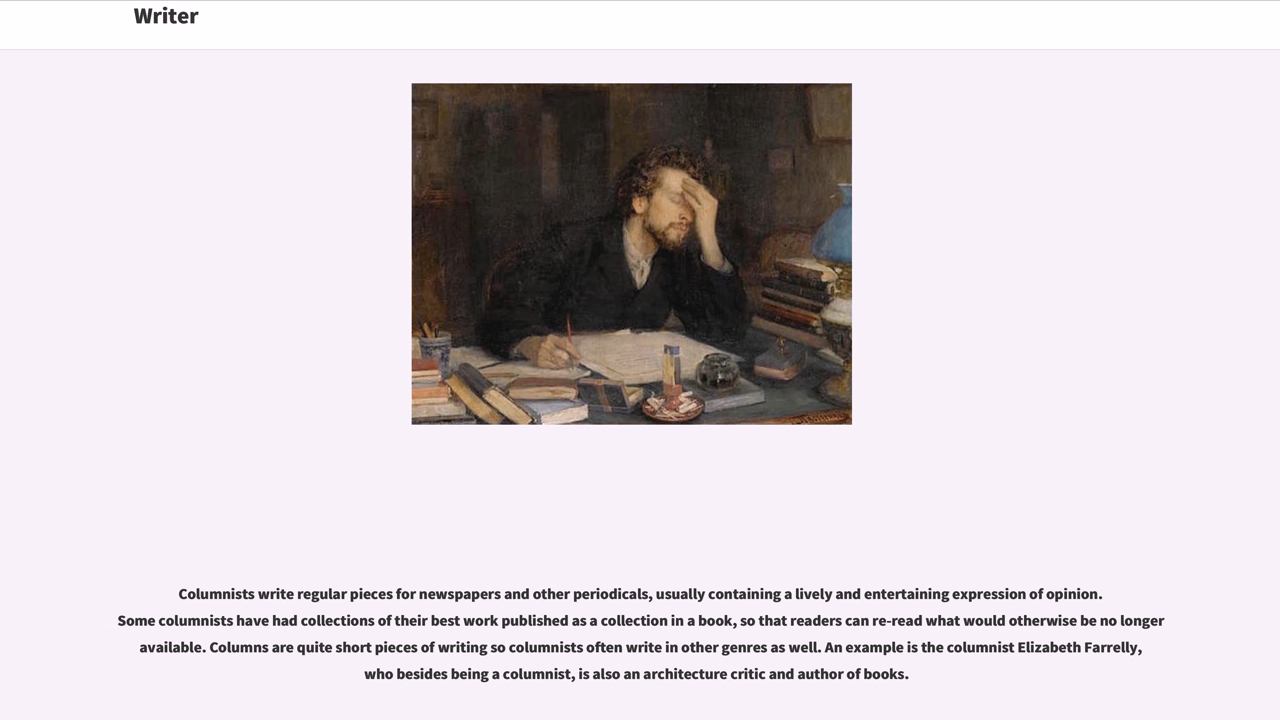 Writer
Columnists write regular pieces for newspapers and other periodicals, usually containing a lively and entertaining expression of opinion.
Some columnists have had collections of their best work published as a collection in a book, so that readers can re-read what would otherwise be no longer
available. Columns are quite short pieces of writing so columnists often write in other genres as well. An example is the columnist Elizabeth Farrelly,
who besides being a columnist, is also an architecture critic and author of books.